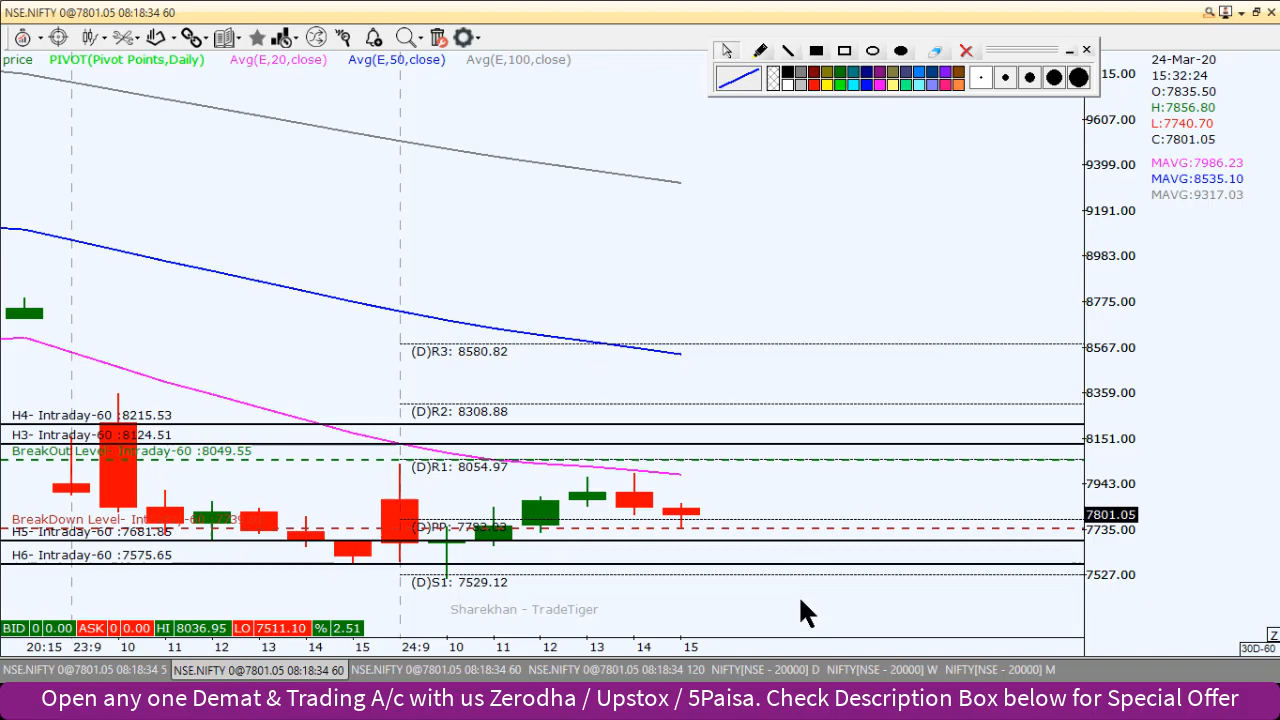 NSE.NIFTY 0@7801.05 08:18:34 60
price PIVOT(Pivot Points,Daily) Avg(E,20,close) Avg(E,50,close) Avg(E,100,close)
24-Mar-20
15:32:24
O:7835.50
H:7856.80
L:7740.70
C:7801.05
MAVG:7986.23
MAVG:8535.10
MAVG:9317.03
15.00
9607.00
9399.00
9191.00
8983.00
8775.00
8567.00
8359.00
8151.00
7943.00
7801.05
7735.00
7527.00
(D)R3: 8580.82
(D)R2: 8308.88
H4- Intraday-60 :8215.53
H3- Intraday-60 :8124.51
BreakOut Level- Intraday-60 :8049.55
(D)R1: 8054.97
BreakDown Level- Intraday-60
H5- Intraday-60 :7681.85
H6- Intraday-60 :7575.65
(D)S1: 7529.12
Sharekhan - TradeTiger
BID 0 0.00 ASK 0 0.00 HI 8036.95 LO 7511.10 % 2.51
20:15 23:9 10 11 12 13 14 15 24:9 10 11 12 13 14 15
Z
30D-60
NSE.NIFTY 0@7801.05 08:18:34 5 NSE.NIFTY 0@7801.05 08:18:34 60 NSE.NIFTY 0@7801.05 08:18:34 60 NSE.NIFTY 0@7801.05 08:18:34 120 NIFTY[NSE - 20000] D NIFTY[NSE - 20000] W NIFTY[NSE - 20000] M
Open any one Demat & Trading A/c with us Zerodha / Upstox / 5Paisa. Check Description Box below for Special Offer